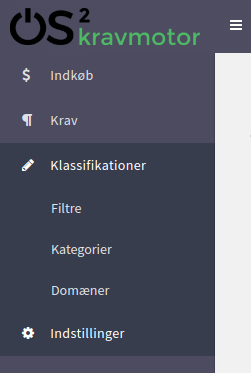 OS2
kravmotor
Indkøb
Krav
Klassifikationer
Filtre
Kategorier
Domæner
Indstillinger